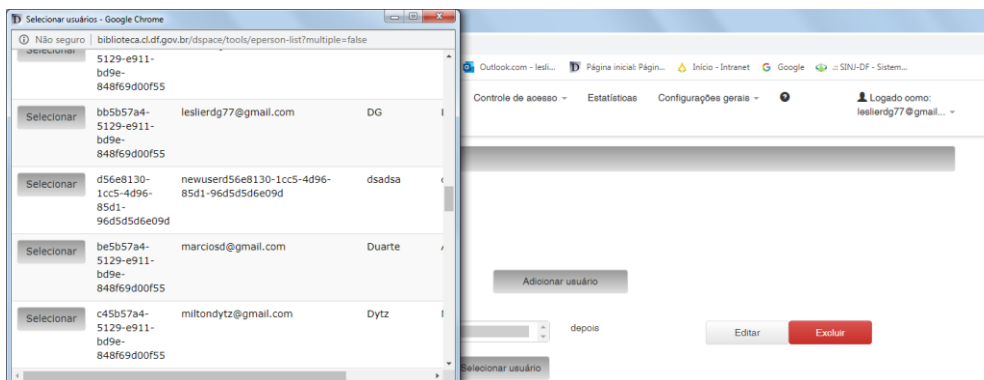 Selecionar usuários - Google Chrome
Não seguro | biblioteca.cl.df.gov.br/dspace/tools/eperson-list?multiple=false
Selecionar
5129-e911-
bd9e-
848f69d00f55
Selecionar bb5b57a4- leslierdg77@gmail.com DG
5129-e911-
bd9e-
848f69d00f55
Selecionar d56e8130- newuserd56e8130-1cc5-4d96- dsadsa
1cc5-4d96- 85d1-96d5d5d6e09d
85d1-
96d5d5d6e09d
Selecionar be5b57a4- marciosd@gmail.com Duarte
5129-e911-
bd9e-
848f69d00f55
Selecionar c45b57a4- miltondytz@gmail.com Dytz
5129-e911-
bd9e-
848f69d00f55
Outlook.com - lesli... Página inicial: Págin... Início - Intranet Google .:: SINJ-DF - Sistem...
Controle de acesso Estatísticas Configurações gerais Logado como:
leslierdg77@gmail...
Adicionar usuário
depois Editar Excluir
Selecionar usuário